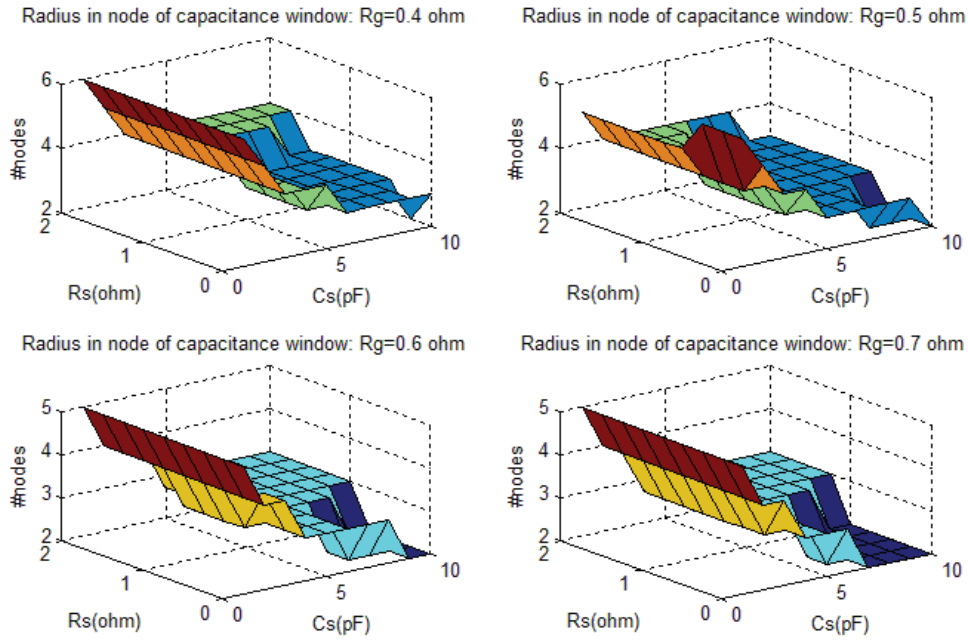 Radius in node of capacitance window: Rg=0.4 ohm
6
4
2
#nodes
2
1
0
Rs(ohm)
0
5
10
Cs(pF)
Radius in node of capacitance window: Rg=0.5 ohm
6
4
2
#nodes
2
1
0
Rs(ohm)
0
5
10
Cs(pF)
Radius in node of capacitance window: Rg=0.6 ohm
5
4
3
2
#nodes
2
1
0
Rs(ohm)
0
5
10
Cs(pF)
Radius in node of capacitance window: Rg=0.7 ohm
5
4
3
2
#nodes
2
1
0
Rs(ohm)
0
5
10
Cs(pF)